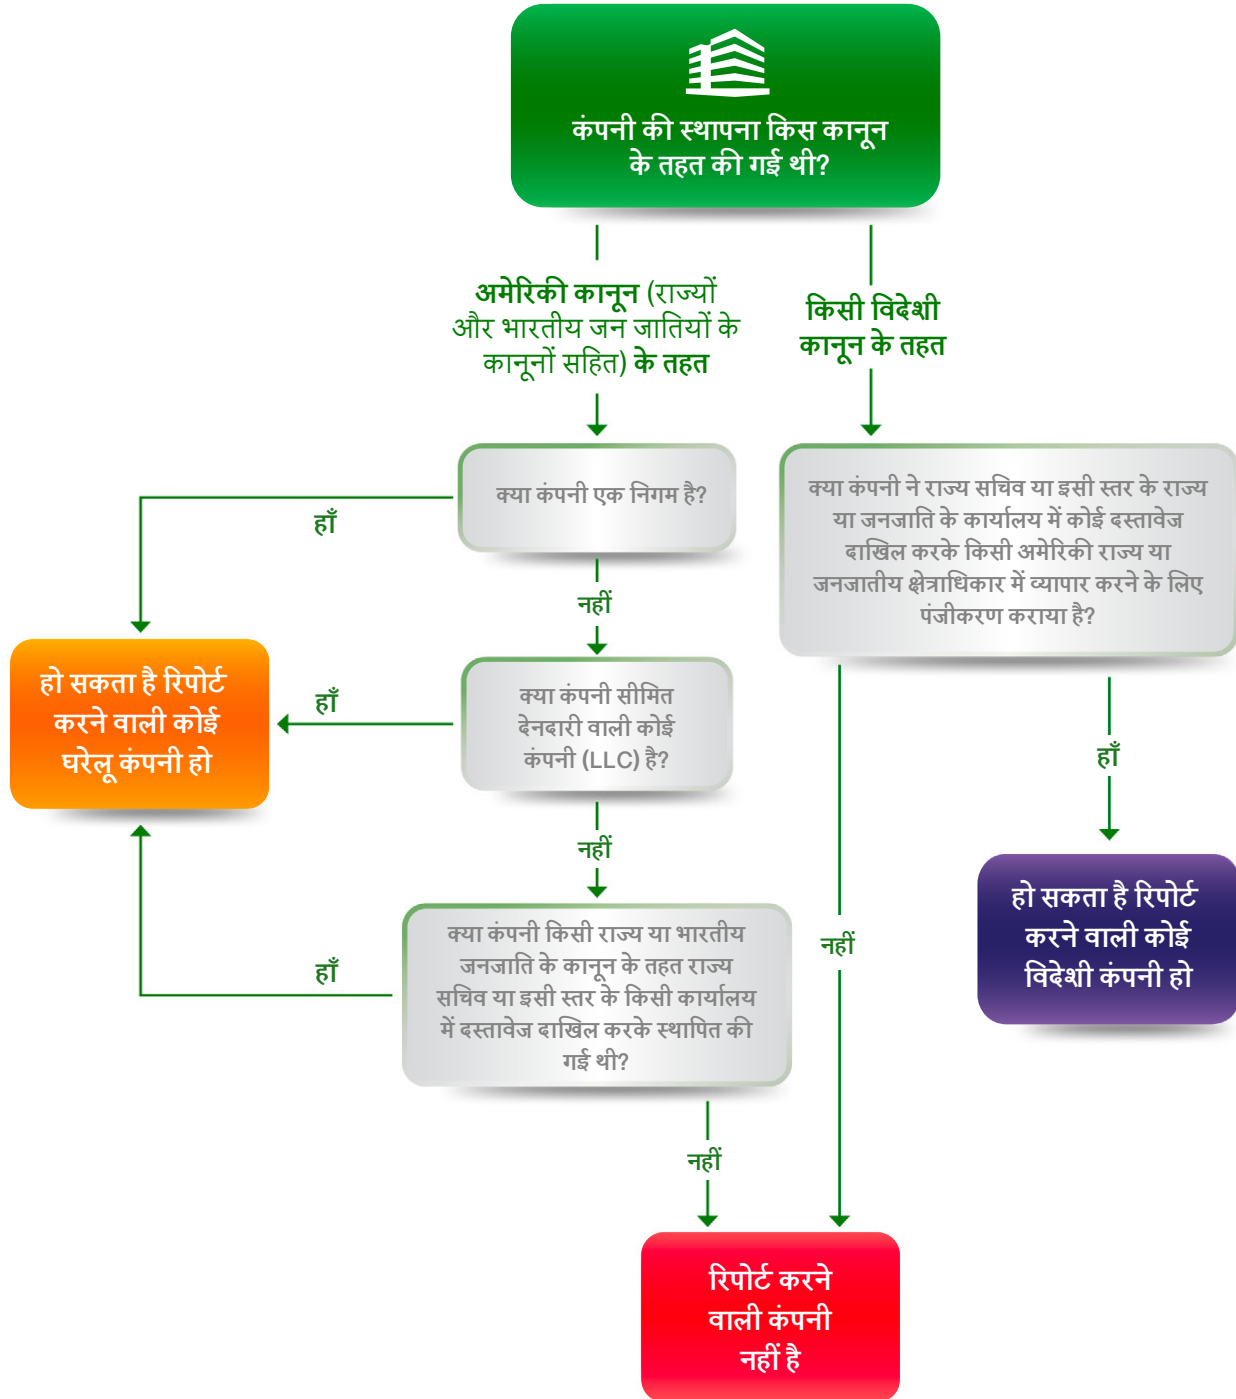 कंपनी की स्थापना किस कानून
के तहत की गई थी?
अमेरिकी कानून (राज्यों
और भारतीय जन जातियों के
कानूनों सहित) के तहत
किसी विदेशी
कानून के तहत
क्या कंपनी एक निगम है?
हाँ
नहीं
क्या कंपनी ने राज्य सचिव या इसी स्तर के राज्य
या जनजाति के कार्यालय में कोई दस्तावेज
दाखिल करके किसी अमेरिकी राज्य या
जनजातीय क्षेत्राधिकार में व्यापार करने के लिए
पंजीकरण कराया है?
हो सकता है रिपोर्ट
करने वाली कोई
घरेलू कंपनी हो
हाँ
क्या कंपनी सीमित
देनदारी वाली कोई
कंपनी (LLC) है?
नहीं
हाँ
हो सकता है रिपोर्ट
करने वाली कोई
विदेशी कंपनी हो
हाँ
क्या कंपनी किसी राज्य या भारतीय
जनजाति के कानून के तहत राज्य
सचिव या इसी स्तर के किसी कार्यालय
में दस्तावेज दाखिल करके स्थापित की
गई थी?
नहीं
नहीं
रिपोर्ट करने
वाली कंपनी
नहीं है